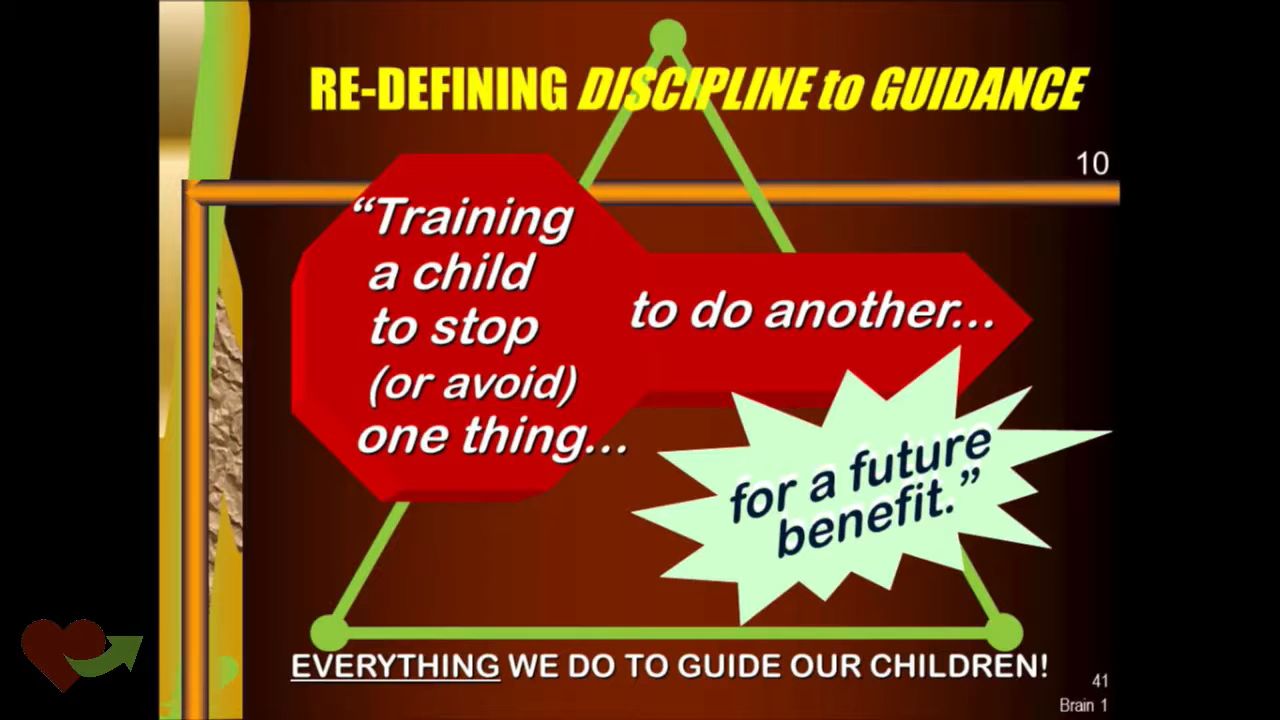 RE-DEFINING DISCIPLINE to GUIDANCE
10
“Training
a child
to stop
(or avoid)
one thing...
to do another...
for a future
benefit.”
EVERYTHING WE DO TO GUIDE OUR CHILDREN!
41
Brain 1